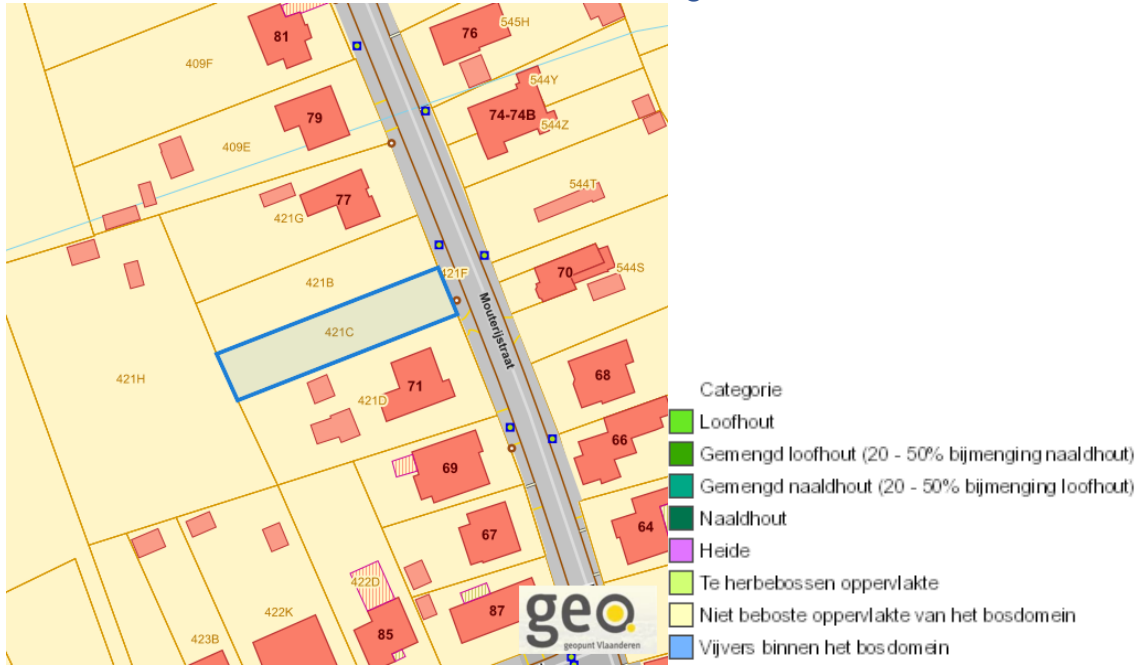 81
76
545H
409F
544Y
74-74B
79
544Z
409E
544T
77
421G
421F
70
544S
421B
Mouterijstraat
421C
421H
68
71
421D
66
69
67
64
422D
87
422K
423B
85
geo.
geopunt Vlaanderen
Categorie
Loofhout
Gemengd loofhout (20 - 50% bijmenging naaldhout)
Gemengd naaldhout (20 - 50% bijmenging loofhout)
Naaldhout
Heide
Te herbebossen oppervlakte
Niet beboste oppervlakte van het bosdomein
Vijvers binnen het bosdomein